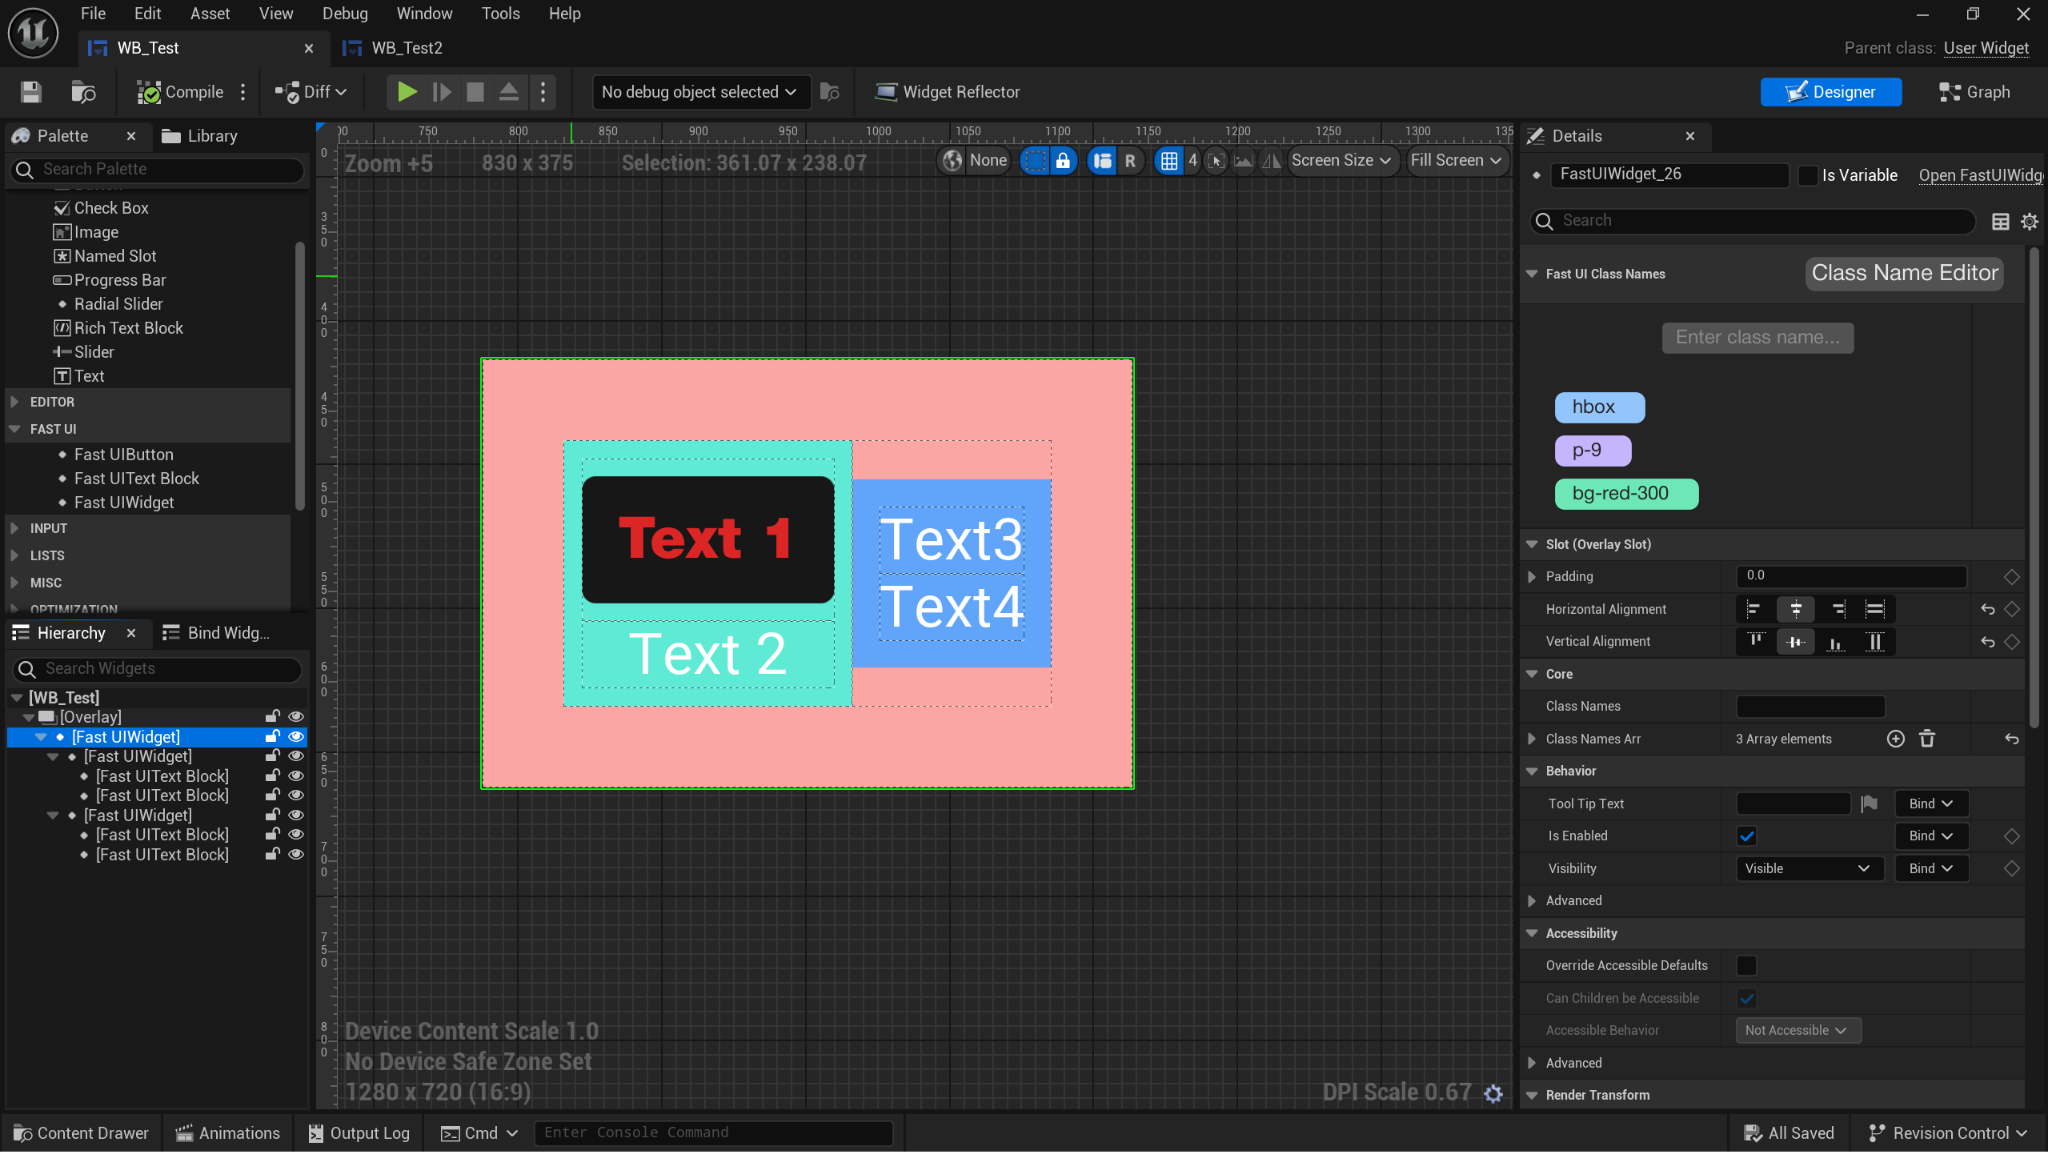 File Edit Asset View Debug Window Tools Help
WB_Test WB_Test2
Parent class: User Widget
Compile Diff No debug object selected Widget Reflector Designer Graph
Palette Library
Search Palette
Check Box
Image
Named Slot
Progress Bar
Radial Slider
Rich Text Block
Slider
Text
EDITOR
FAST UI
Fast UIButton
Fast UIText Block
Fast UIWidget
INPUT
LISTS
MISC
OPTIMIZATION
Hierarchy Bind Widg...
Search Widgets
[WB_Test]
[Overlay]
[Fast UIWidget]
[Fast UIWidget]
[Fast UIText Block]
[Fast UIText Block]
[Fast UIWidget]
[Fast UIText Block]
[Fast UIText Block]
750 800 850 900 950 1000 1050 1100 1150 1200 1250 1300
Zoom +5 830 x 375 Selection: 361.07 x 238.07
None R 4 Screen Size Fill Screen
350
400
450
500
550
600
650
700
750
800
Text 1
Text 2
Text3
Text4
Device Content Scale 1.0
No Device Safe Zone Set
1280 x 720 (16:9)
DPI Scale 0.67
Details
FastUIWidget_26 Is Variable Open FastUIWidg
Search
Fast UI Class Names Class Name Editor
Enter class name...
hbox
p-9
bg-red-300
Slot (Overlay Slot)
Padding 0.0
Horizontal Alignment
Vertical Alignment
Core
Class Names
Class Names Arr 3 Array elements
Behavior
Tool Tip Text Bind
Is Enabled Bind
Visibility Visible Bind
Advanced
Accessibility
Override Accessible Defaults
Can Children be Accessible
Accessible Behavior Not Accessible
Advanced
Render Transform
Content Drawer Animations Output Log Cmd Enter Console Command All Saved Revision Control